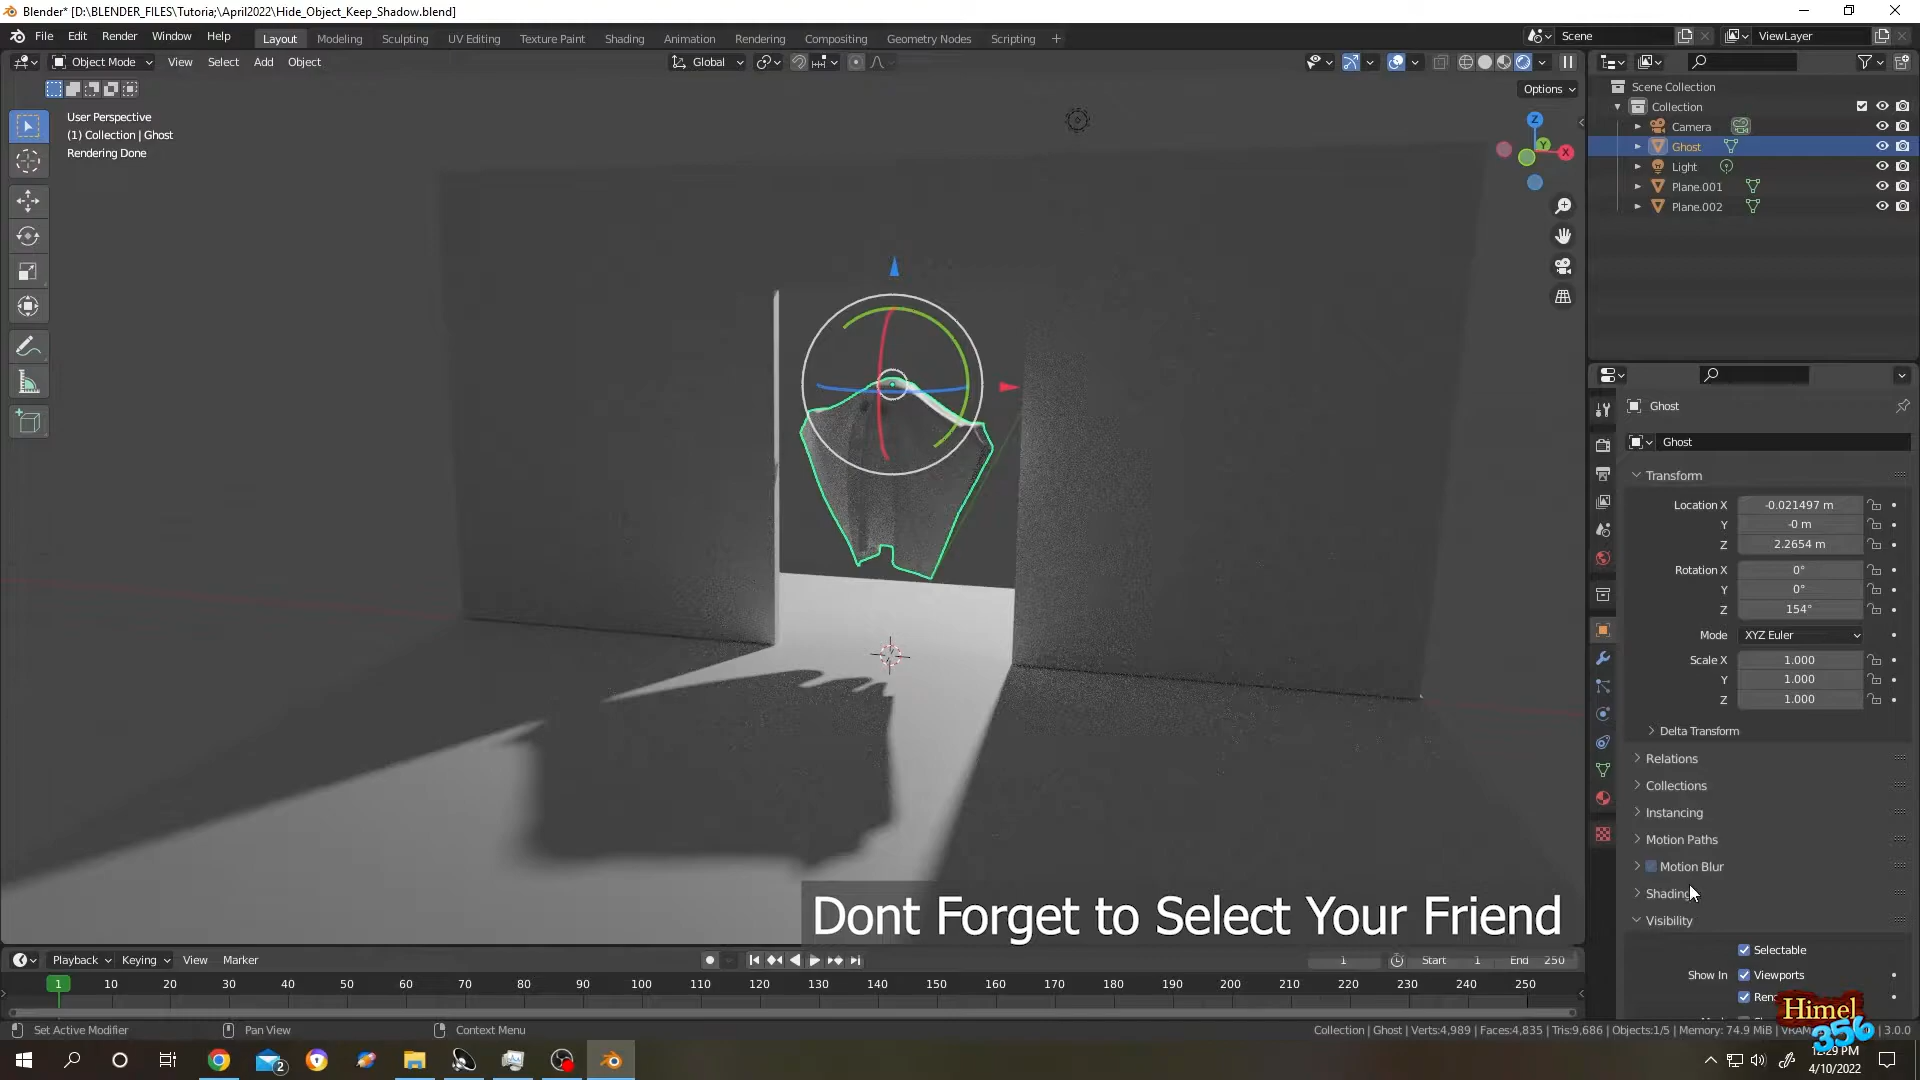 Blender* [D:\BLENDER_FILES\Tutoria;\April2022\Hide_Object_Keep_Shadow.blend]
File Edit Render Window Help
Layout Modeling Sculpting UV Editing Texture Paint Shading Animation Rendering Compositing Geometry Nodes Scripting +
Scene ViewLayer
Object Mode View Select Add Object
Global
Options
User Perspective
(1) Collection | Ghost
Rendering Done
Z
Y
X
Scene Collection
Collection
Camera
Ghost
Light
Plane.001
Plane.002
Ghost
Ghost
Transform
Location X -0.021497 m
Y -0 m
Z 2.2654 m
Rotation X 0°
Y 0°
Z 154°
Mode XYZ Euler
Scale X 1.000
Y 1.000
Z 1.000
Delta Transform
Relations
Collections
Instancing
Motion Paths
Motion Blur
Shading
Visibility
Selectable
Show In Viewports
Dont Forget to Select Your Friend
Playback Keying View Marker
1 Start 1 End 250
1 10 20 30 40 50 60 70 80 90 100 110 120 130 140 150 160 170 180 190 200 210 220 230 240 250
Set Active Modifier Pan View Context Menu
Collection | Ghost | Verts:4,989 | Faces:4,835 | Tris:9,686 | Objects:1/5 | Memory: 74.9 MiB | VRAM
3.0.0
Himel
356
2
12:29 PM
4/10/2022